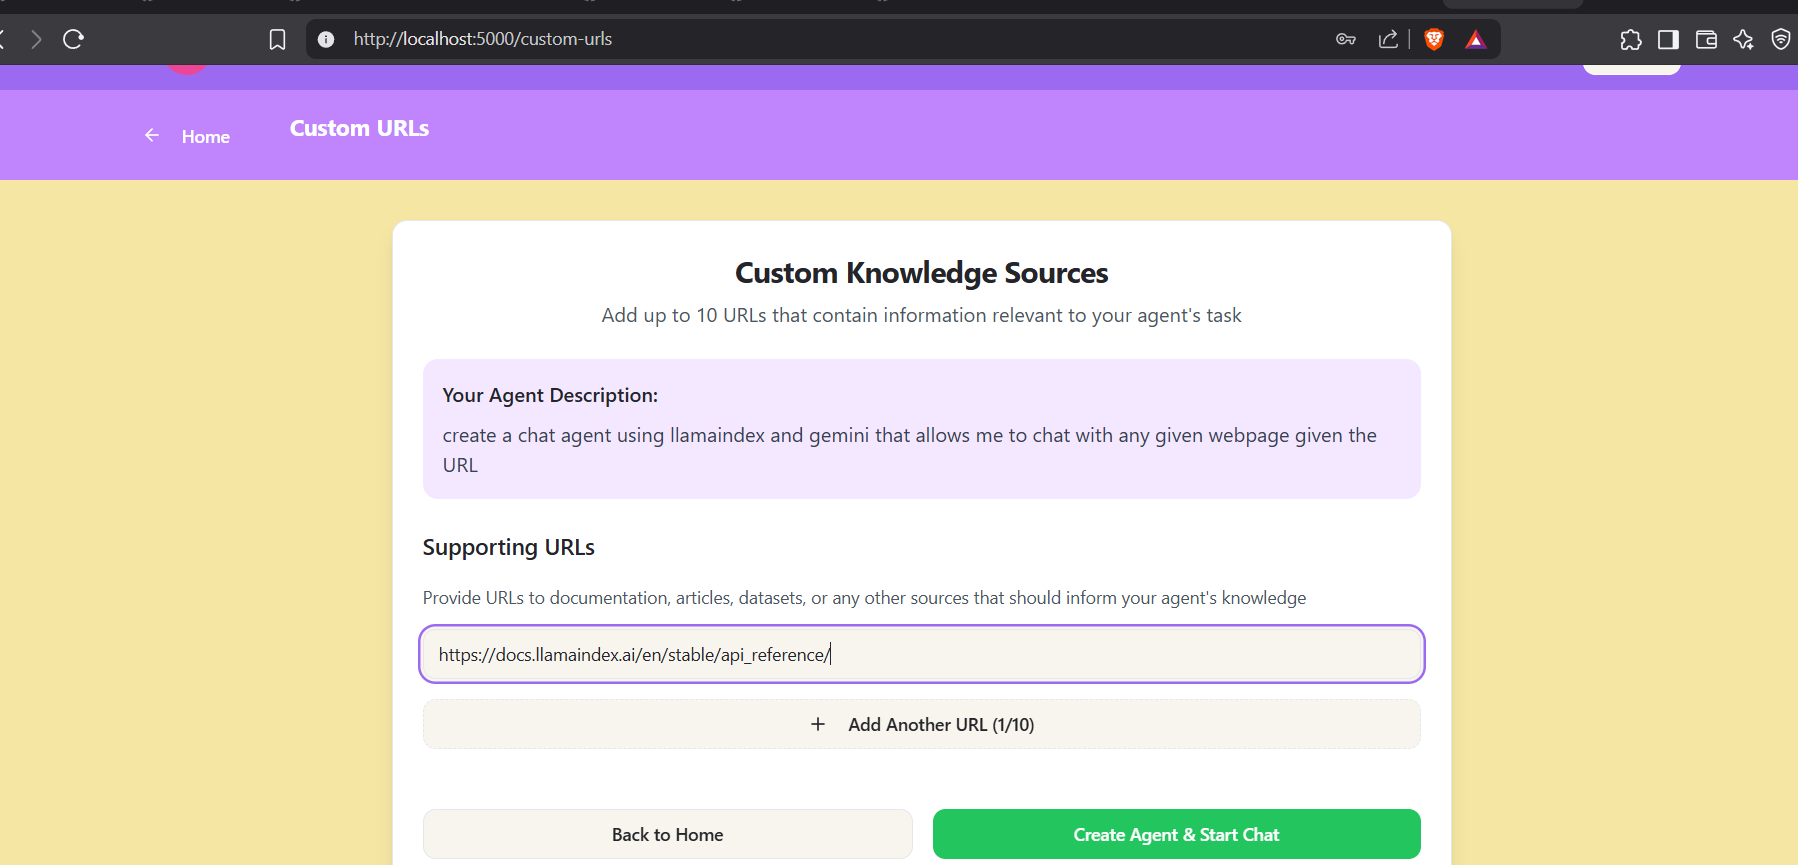 http://localhost:5000/custom-urls
Home
Custom URLs
Custom Knowledge Sources
Add up to 10 URLs that contain information relevant to your agent's task
Your Agent Description:
create a chat agent using llamaindex and gemini that allows me to chat with any given webpage given the
URL
Supporting URLs
Provide URLs to documentation, articles, datasets, or any other sources that should inform your agent's knowledge
https://docs.llamaindex.ai/en/stable/api_reference/
Add Another URL (1/10)
Back to Home
Create Agent & Start Chat